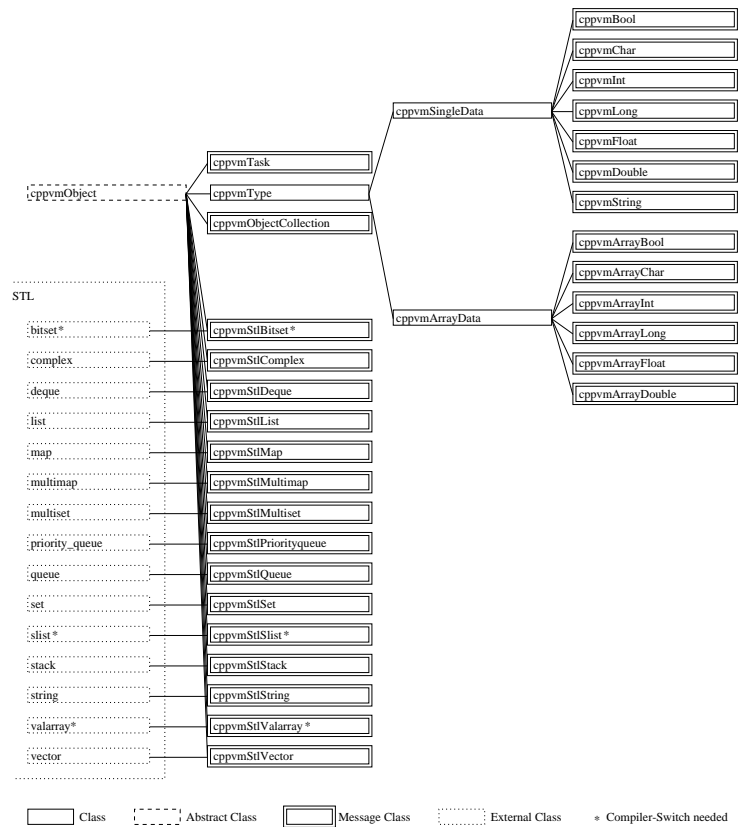 cppvmBool
cppvmChar
cppvmInt
cppvmLong
cppvmFloat
cppvmDouble
cppvmString
cppvmSingleData
cppvmTask
cppvmObject
cppvmType
cppvmObjectCollection
cppvmArrayBool
cppvmArrayChar
cppvmArrayInt
cppvmArrayLong
cppvmArrayFloat
cppvmArrayDouble
cppvmArrayData
STL
bitset* cppvmStlBitset*
complex cppvmStlComplex
deque cppvmStlDeque
list cppvmStlList
map cppvmStlMap
multimap cppvmStlMultimap
multiset cppvmStlMultiset
priority_queue cppvmStlPriorityqueue
queue cppvmStlQueue
set cppvmStlSet
slist* cppvmStlSlist*
stack cppvmStlStack
string cppvmStlString
valarray* cppvmStlValarray*
vector cppvmStlVector
Class Abstract Class Message Class External Class * Compiler-Switch needed